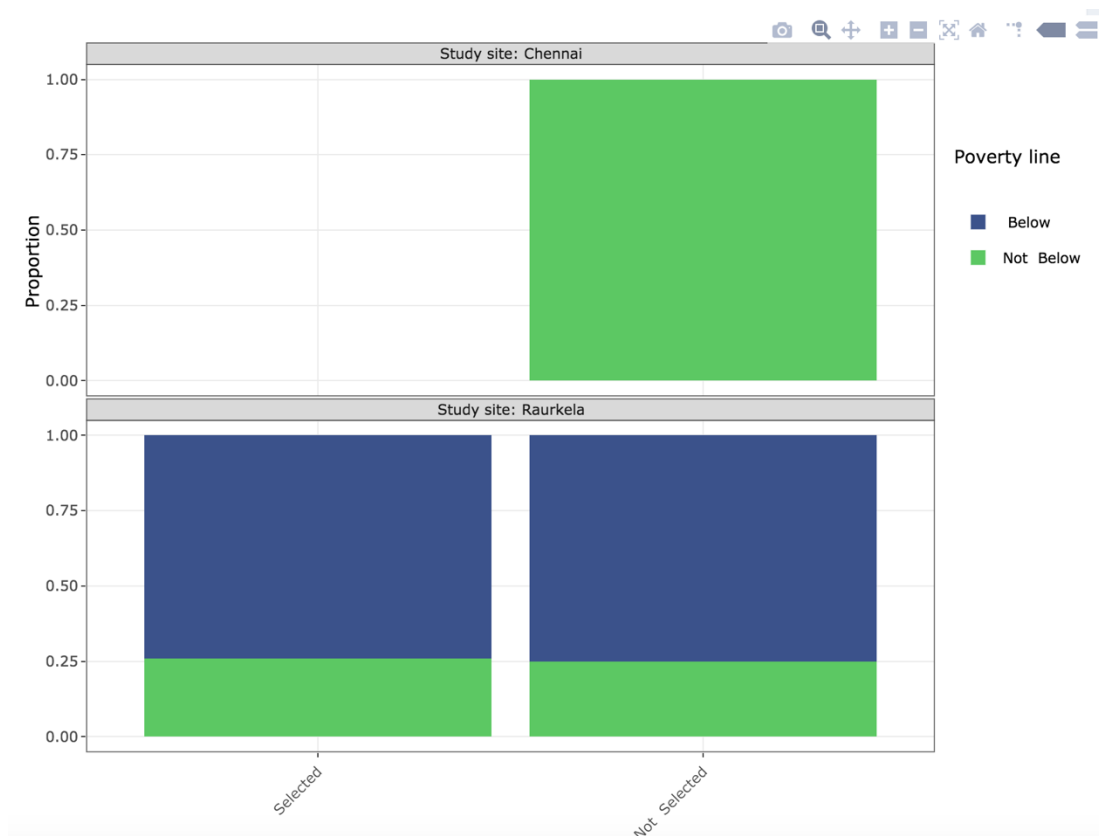 Study site: Chennai
1.00
0.75
0.50
0.25
0.00
Proportion
Poverty line
Below
Not Below
Study site: Raurkela
1.00
0.75
0.50
0.25
0.00
Selected
Not Selected